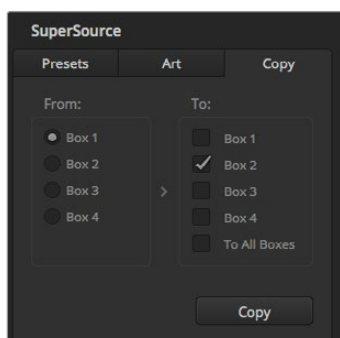 SuperSource
Presets Art Copy
From: To:
Box 1 Box 1
Box 2 Box 2
Box 3 > Box 3
Box 4 Box 4
To All Boxes
Copy